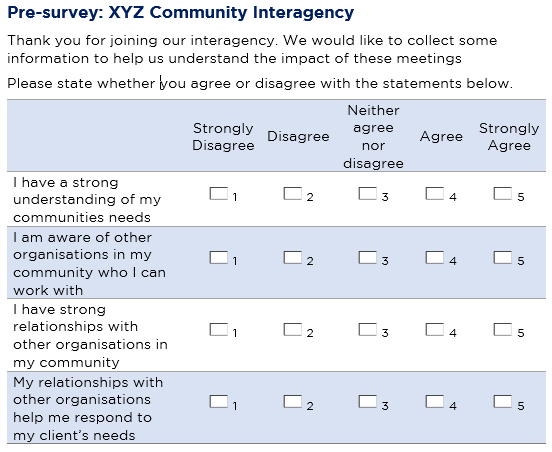 Pre-survey: XYZ Community Interagency
Thank you for joining our interagency. We would like to collect some
information to help us understand the impact of these meetings
Please state whether you agree or disagree with the statements below.
Strongly
Disagree
Disagree
Neither
agree
nor
disagree
Agree
Strongly
Agree
I have a strong
understanding of my
communities needs
1 2 3 4 5
I am aware of other
organisations in my
community who I can
work with
1 2 3 4 5
I have strong
relationships with
other organisations in
my community
1 2 3 4 5
My relationships with
other organisations
help me respond to
my client’s needs
1 2 3 4 5